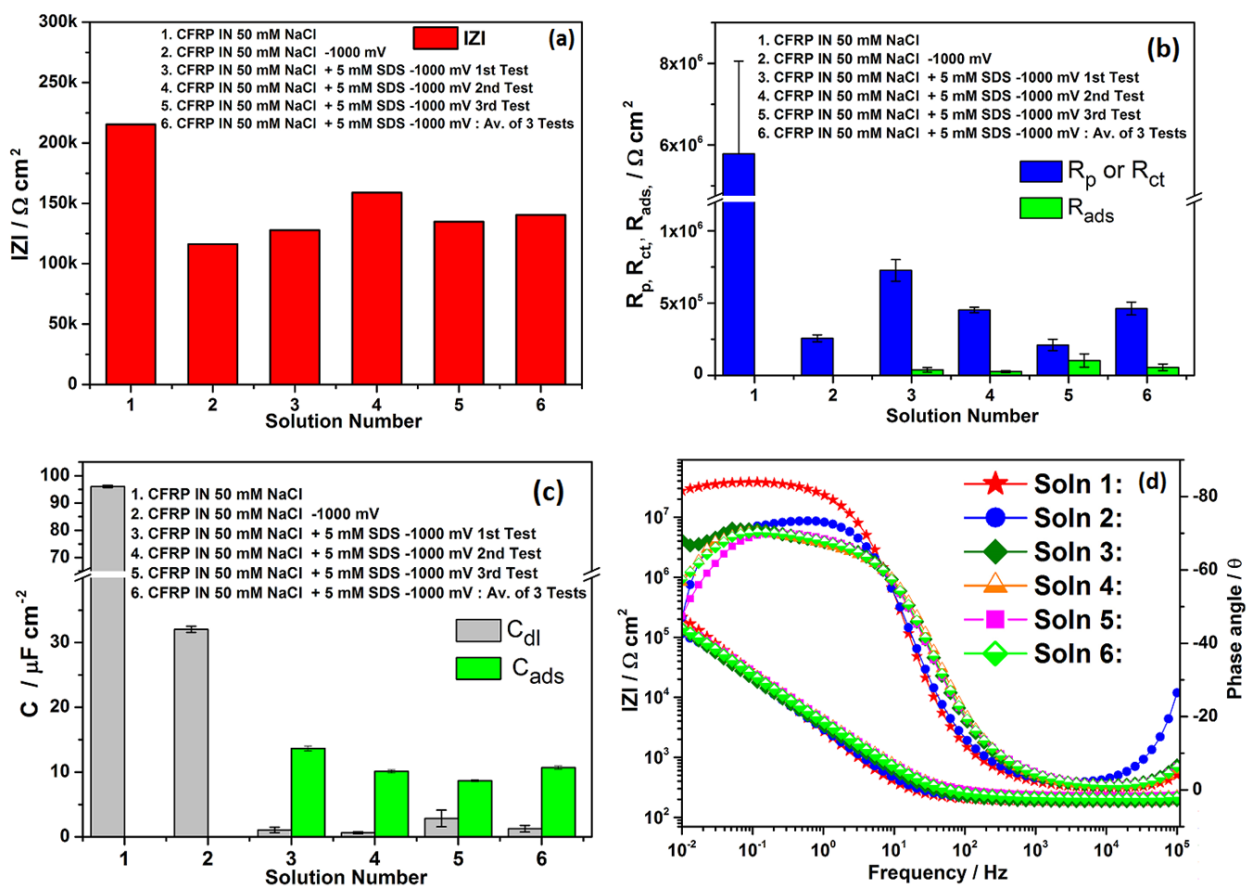 (a)
1. CFRP IN 50 mM NaCl
2. CFRP IN 50 mM NaCl -1000 mV
3. CFRP IN 50 mM NaCl + 5 mM SDS -1000 mV 1st Test
4. CFRP IN 50 mM NaCl + 5 mM SDS -1000 mV 2nd Test
5. CFRP IN 50 mM NaCl + 5 mM SDS -1000 mV 3rd Test
6. CFRP IN 50 mM NaCl + 5 mM SDS -1000 mV : Av. of 3 Tests
IZI
IZI / Ω cm²
300k
250k
200k
150k
100k
50k
0
1 2 3 4 5 6
Solution Number
(b)
1. CFRP IN 50 mM NaCl
2. CFRP IN 50 mM NaCl -1000 mV
3. CFRP IN 50 mM NaCl + 5 mM SDS -1000 mV 1st Test
4. CFRP IN 50 mM NaCl + 5 mM SDS -1000 mV 2nd Test
5. CFRP IN 50 mM NaCl + 5 mM SDS -1000 mV 3rd Test
6. CFRP IN 50 mM NaCl + 5 mM SDS -1000 mV : Av. of 3 Tests
Rp or Rct
Rads
Rp, Rct, Rads, / Ω cm²
8x10⁶
6x10⁶
1x10⁶
5x10⁵
0
1 2 3 4 5 6
Solution Number
(c)
1. CFRP IN 50 mM NaCl
2. CFRP IN 50 mM NaCl -1000 mV
3. CFRP IN 50 mM NaCl + 5 mM SDS -1000 mV 1st Test
4. CFRP IN 50 mM NaCl + 5 mM SDS -1000 mV 2nd Test
5. CFRP IN 50 mM NaCl + 5 mM SDS -1000 mV 3rd Test
6. CFRP IN 50 mM NaCl + 5 mM SDS -1000 mV : Av. of 3 Tests
Cdl
Cads
C / μF cm⁻²
100
90
80
70
60
30
20
10
0
1 2 3 4 5 6
Solution Number
(d)
Soln 1:
Soln 2:
Soln 3:
Soln 4:
Soln 5:
Soln 6:
IZI / Ω cm²
10⁷
10⁶
10⁵
10⁴
10³
10²
Phase angle / θ
-80
-60
-40
-20
0
10⁻² 10⁻¹ 10⁰ 10¹ 10² 10³ 10⁴ 10⁵
Frequency / Hz